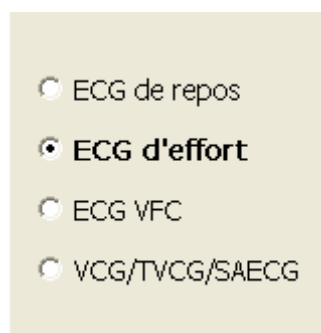 ECG de repos
ECG d'effort
ECG VFC
VCG/TVCG/SAECG